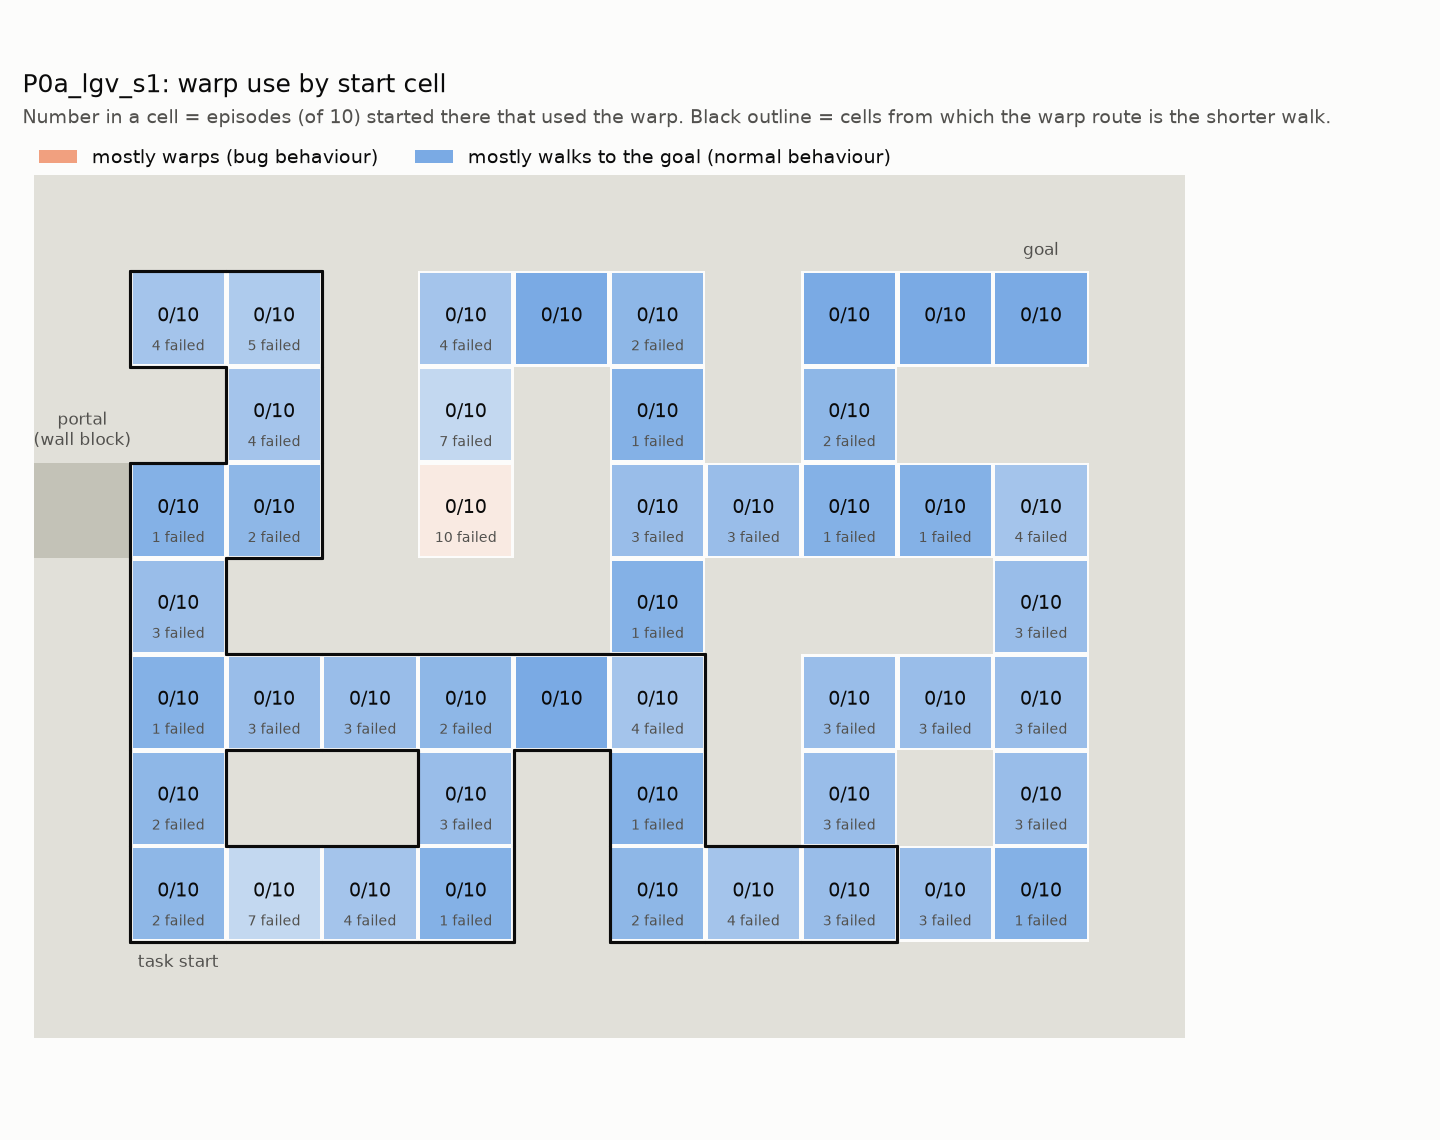 P0a_lgv_s1: warp use by start cell
Number in a cell = episodes (of 10) started there that used the warp. Black outline = cells from which the warp route is the shorter walk.
mostly warps (bug behaviour) mostly walks to the goal (normal behaviour)
goal
0/10 0/10 0/10 0/10 0/10 0/10 0/10 0/10
4 failed 5 failed 4 failed 2 failed
0/10 0/10 0/10 0/10
portal
(wall block)
4 failed 7 failed 1 failed 2 failed
0/10 0/10 0/10 0/10 0/10 0/10 0/10 0/10
1 failed 2 failed 10 failed 3 failed 3 failed 1 failed 1 failed 4 failed
0/10 0/10 0/10
3 failed 1 failed 3 failed
0/10 0/10 0/10 0/10 0/10 0/10 0/10 0/10 0/10
1 failed 3 failed 3 failed 2 failed 4 failed 3 failed 3 failed 3 failed
0/10 0/10 0/10 0/10 0/10
2 failed 3 failed 1 failed 3 failed 3 failed
0/10 0/10 0/10 0/10 0/10 0/10 0/10 0/10 0/10
2 failed 7 failed 4 failed 1 failed 2 failed 4 failed 3 failed 3 failed 1 failed
task start